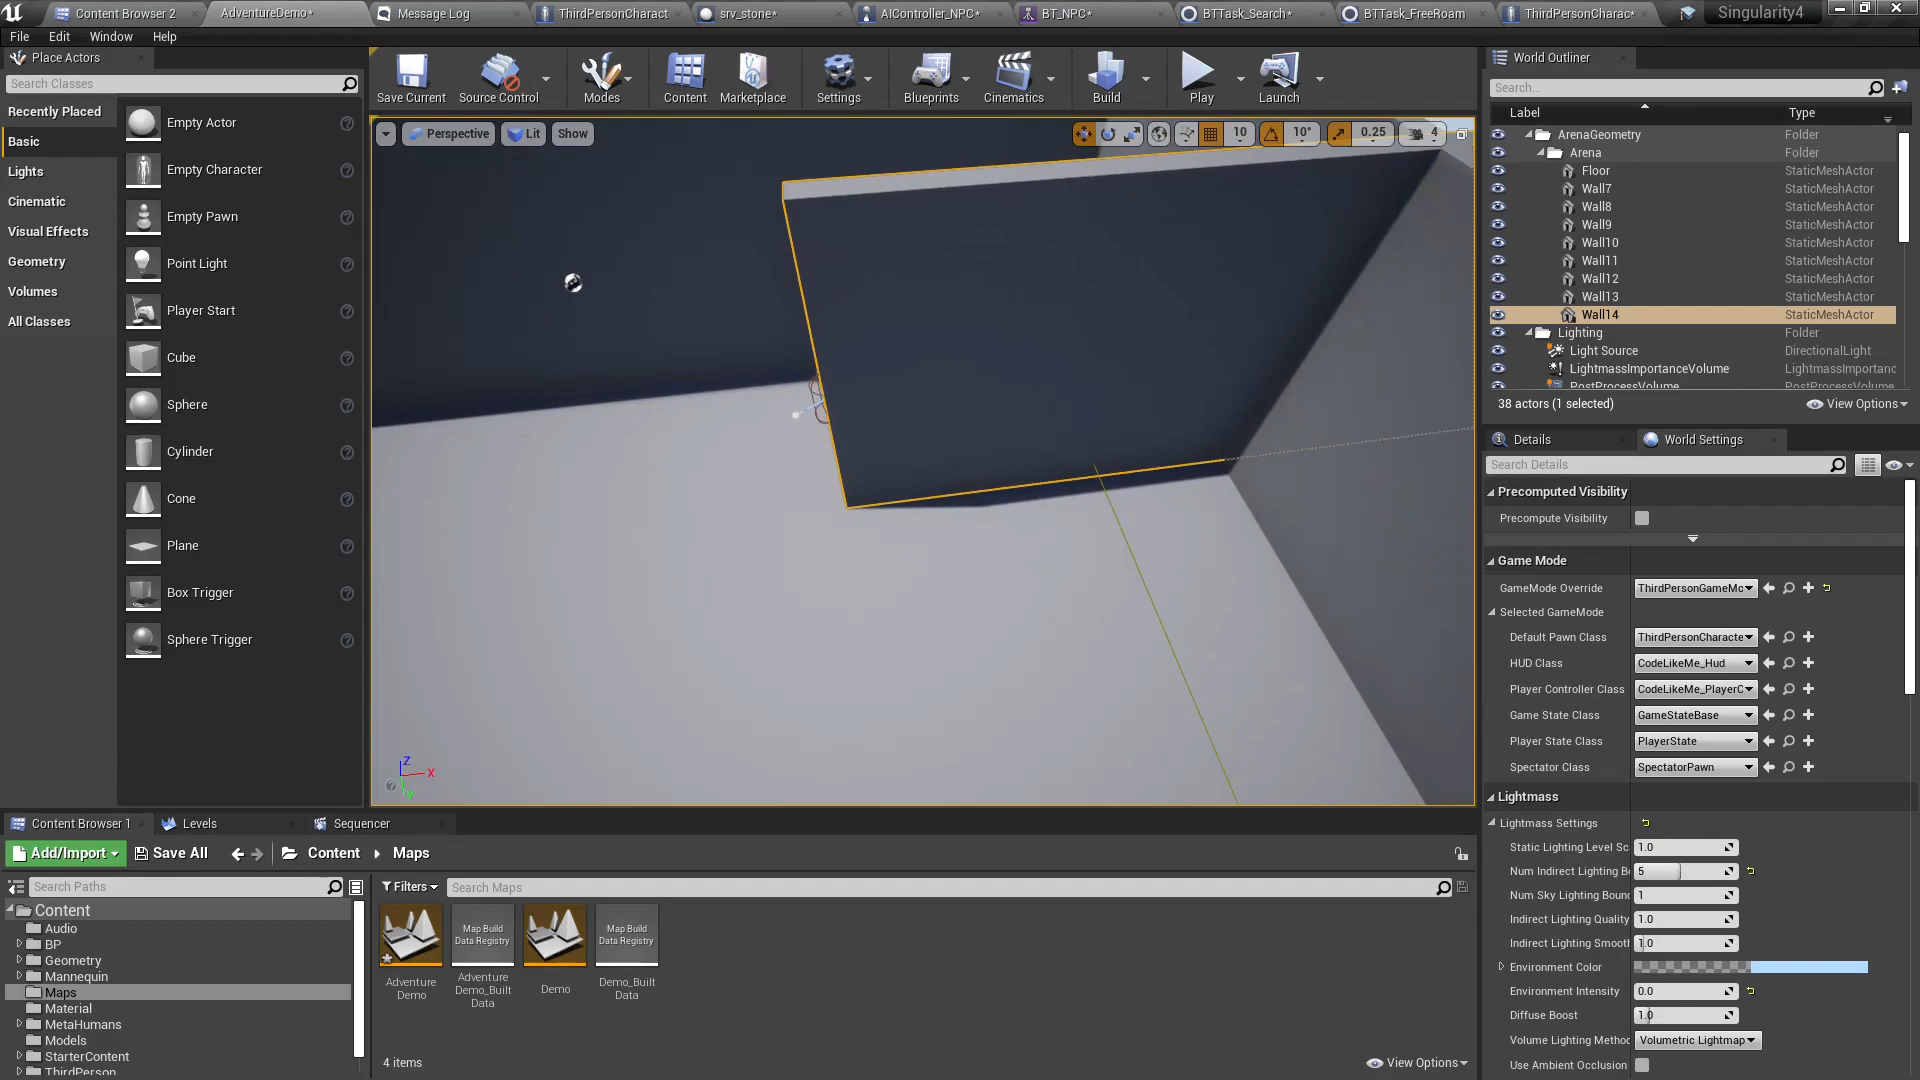 Content Browser 2
AdventureDemo*
Message Log
ThirdPersonCharact
srv_stone*
AIController_NPC*
BT_NPC*
BTTask_Search*
BTTask_FreeRoam
ThirdPersonCharac*
Singularity4
File
Edit
Window
Help
Place Actors
Search Classes
Recently Placed
Basic
Lights
Cinematic
Visual Effects
Geometry
Volumes
All Classes
Empty Actor
Empty Character
Empty Pawn
Point Light
Player Start
Cube
Sphere
Cylinder
Cone
Plane
Box Trigger
Sphere Trigger
Save Current
Source Control
Modes
Content
Marketplace
Settings
Blueprints
Cinematics
Build
Play
Launch
Perspective
Lit
Show
10
10°
0.25
4
Z
X
Y
World Outliner
Search...
Label
Type
ArenaGeometry
Folder
Arena
Folder
Floor
StaticMeshActor
Wall7
StaticMeshActor
Wall8
StaticMeshActor
Wall9
StaticMeshActor
Wall10
StaticMeshActor
Wall11
StaticMeshActor
Wall12
StaticMeshActor
Wall13
StaticMeshActor
Wall14
StaticMeshActor
Lighting
Folder
Light Source
DirectionalLight
LightmassImportanceVolume
LightmassImportanc
PostProcessVolume
PostProcessVolume
38 actors (1 selected)
View Options
Details
World Settings
Search Details
Precomputed Visibility
Precompute Visibility
Game Mode
GameMode Override
ThirdPersonGameMo
Selected GameMode
Default Pawn Class
ThirdPersonCharacte
HUD Class
CodeLikeMe_Hud
Player Controller Class
CodeLikeMe_PlayerC
Game State Class
GameStateBase
Player State Class
PlayerState
Spectator Class
SpectatorPawn
Lightmass
Lightmass Settings
Static Lighting Level Sc
1.0
Num Indirect Lighting Bo
5
Num Sky Lighting Bounc
1
Indirect Lighting Quality
1.0
Indirect Lighting Smoot
1.0
Environment Color
Environment Intensity
0.0
Diffuse Boost
1.0
Volume Lighting Metho
Volumetric Lightmap
Use Ambient Occlusion
Content Browser 1
Levels
Sequencer
Add/Import
Save All
Content
Maps
Search Paths
Filters
Search Maps
Content
Audio
BP
Geometry
Mannequin
Maps
Material
MetaHumans
Models
StarterContent
ThirdPerson
Adventure
Demo
Map Build
Data Registry
Adventure
Demo_Built
Data
Demo
Map Build
Data Registry
Demo_Built
Data
4 items
View Options